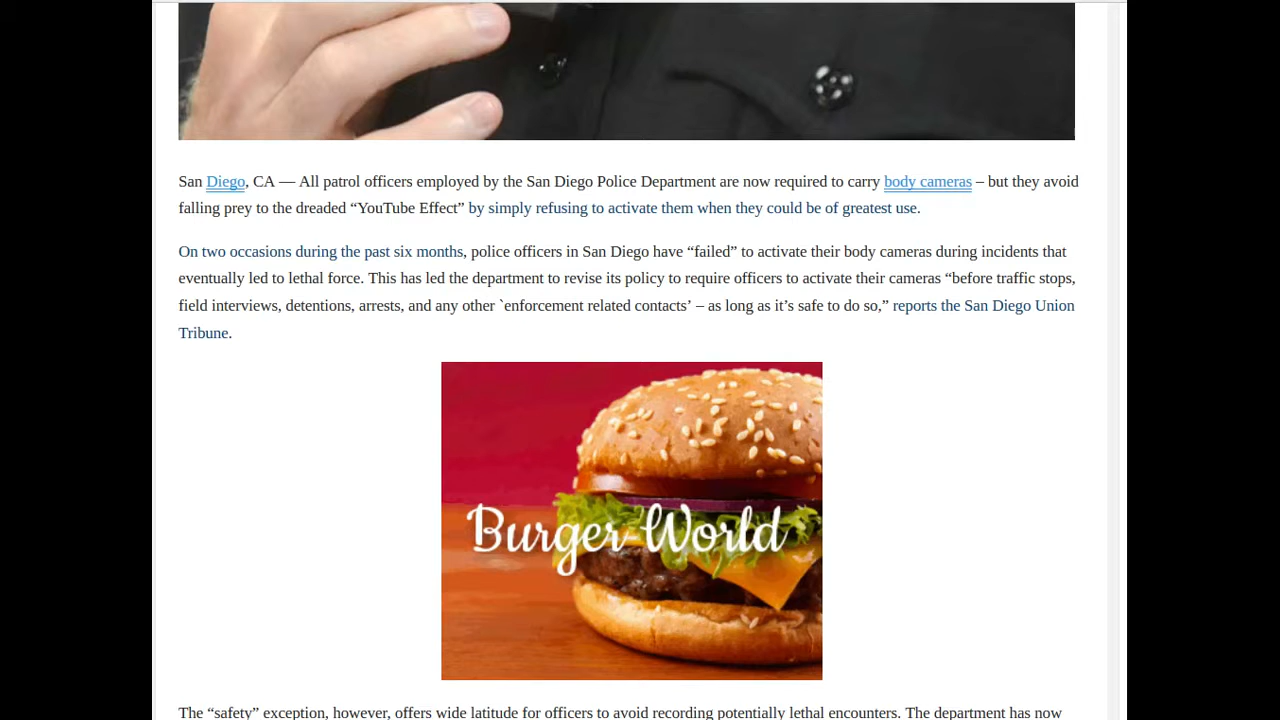 San Diego, CA — All patrol officers employed by the San Diego Police Department are now required to carry body cameras – but they avoid
falling prey to the dreaded “YouTube Effect” by simply refusing to activate them when they could be of greatest use.
On two occasions during the past six months, police officers in San Diego have “failed” to activate their body cameras during incidents that
eventually led to lethal force. This has led the department to revise its policy to require officers to activate their cameras “before traffic stops,
field interviews, detentions, arrests, and any other `enforcement related contacts’ – as long as it’s safe to do so,” reports the San Diego Union
Tribune.
Burger World
The “safety” exception, however, offers wide latitude for officers to avoid recording potentially lethal encounters. The department has now